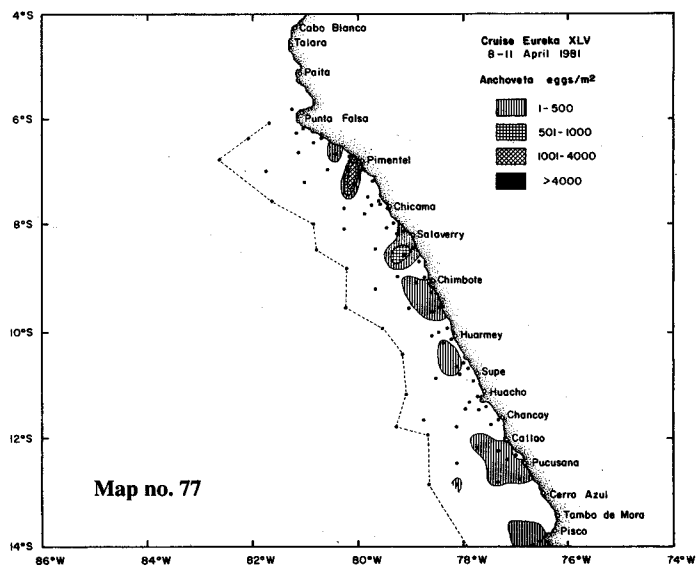 4°S
6°S
8°S
10°S
12°S
14°S
86°W
84°W
82°W
80°W
78°W
76°W
74°W
Cruise Eureka XLV
8-11 April 1981
Anchoveta eggs/m²
1-500
501-1000
1001-4000
>4000
Cabo Blanco
Talara
Paita
Punta Falsa
Pimentel
Chicama
Salaverry
Chimbote
Huarmey
Supe
Huacho
Chancay
Callao
Pucusana
Cerro Azul
Tambo de Mora
Pisco
Map no. 77